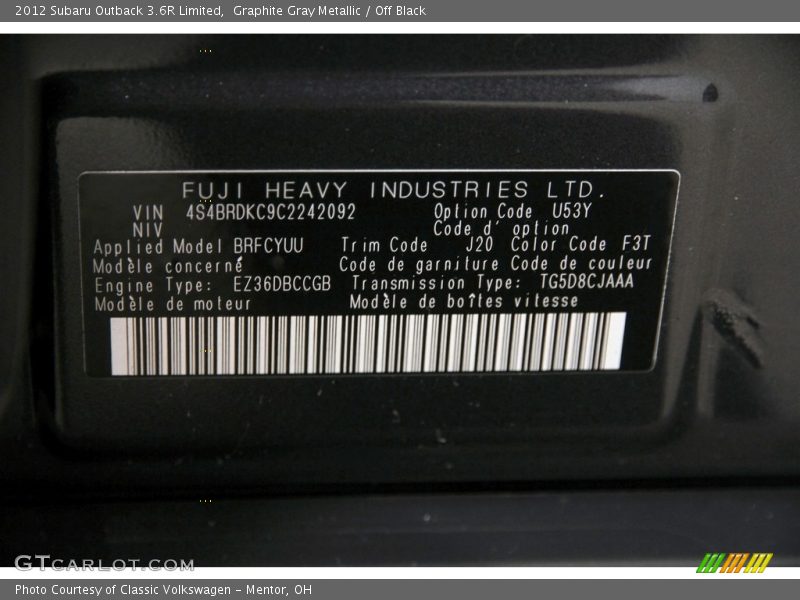 2012 Subaru Outback 3.6R Limited, Graphite Gray Metallic / Off Black
FUJI HEAVY INDUSTRIES LTD.
VIN 4S4BRDKC9C2242092 Option Code U53Y
NIV Code d'option
Applied Model BRFCYUU Trim Code J20 Color Code F3T
Modèle concerné Code de garniture Code de couleur
Engine Type: EZ36DBCCGB Transmission Type: TG5D8CJAAA
Modèle de moteur Modèle de boîtes vitesse
GTCARLOT.COM
Photo Courtesy of Classic Volkswagen - Mentor, OH